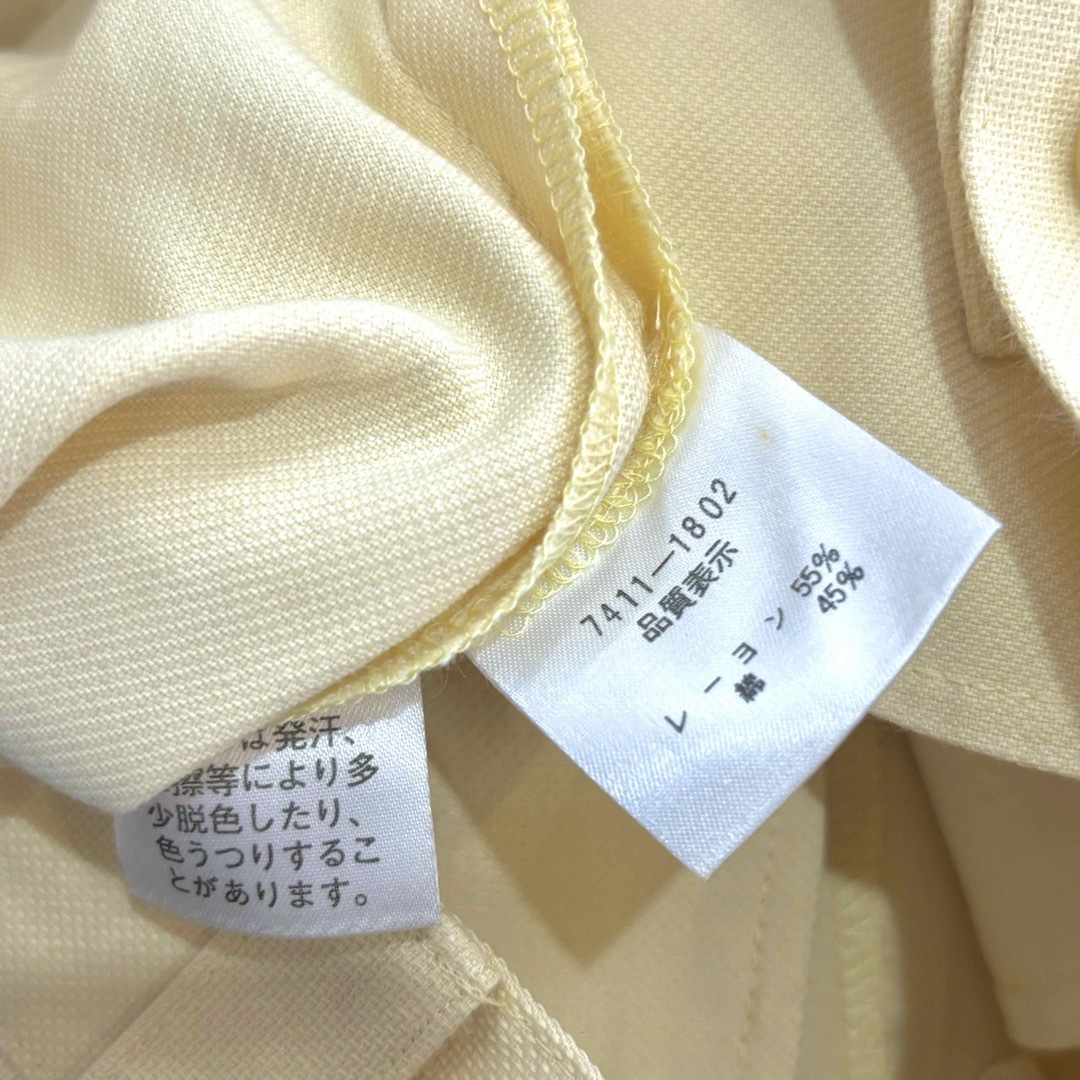 7411-1802
品質表示
レーヨン 55%
綿 45%
は発汗、
擦等により多
少脱色したり、
色うつりするこ
とがあります。